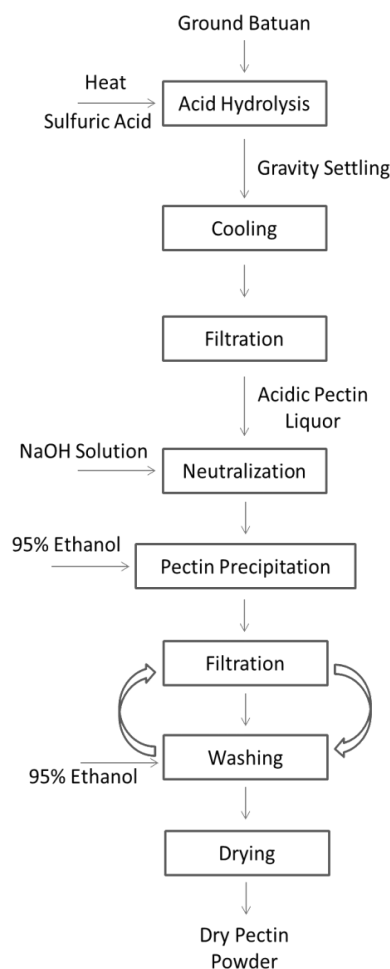 Ground Batuan
Heat
Sulfuric Acid
Acid Hydrolysis
Gravity Settling
Cooling
Filtration
Acidic Pectin
Liquor
NaOH Solution
Neutralization
95% Ethanol
Pectin Precipitation
Filtration
Washing
95% Ethanol
Drying
Dry Pectin
Powder